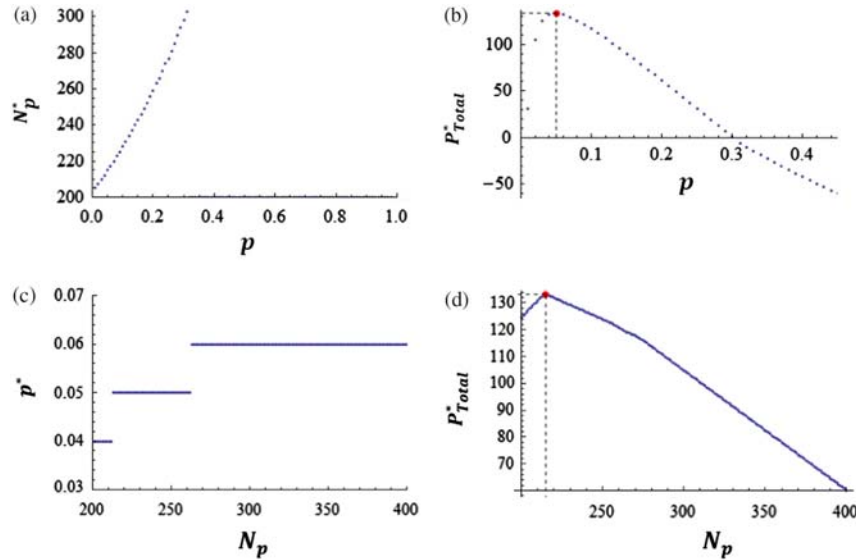 (a)
300
280
260
240
220
200
N*p
0.0 0.2 0.4 0.6 0.8 1.0
p
(b)
100
50
0
−50
P*Total
0.1 0.2 0.3 0.4
p
(c)
0.07
0.06
0.05
0.04
0.03
p*
200 250 300 350 400
Np
(d)
130
120
110
100
90
80
70
P*Total
250 300 350 400
Np